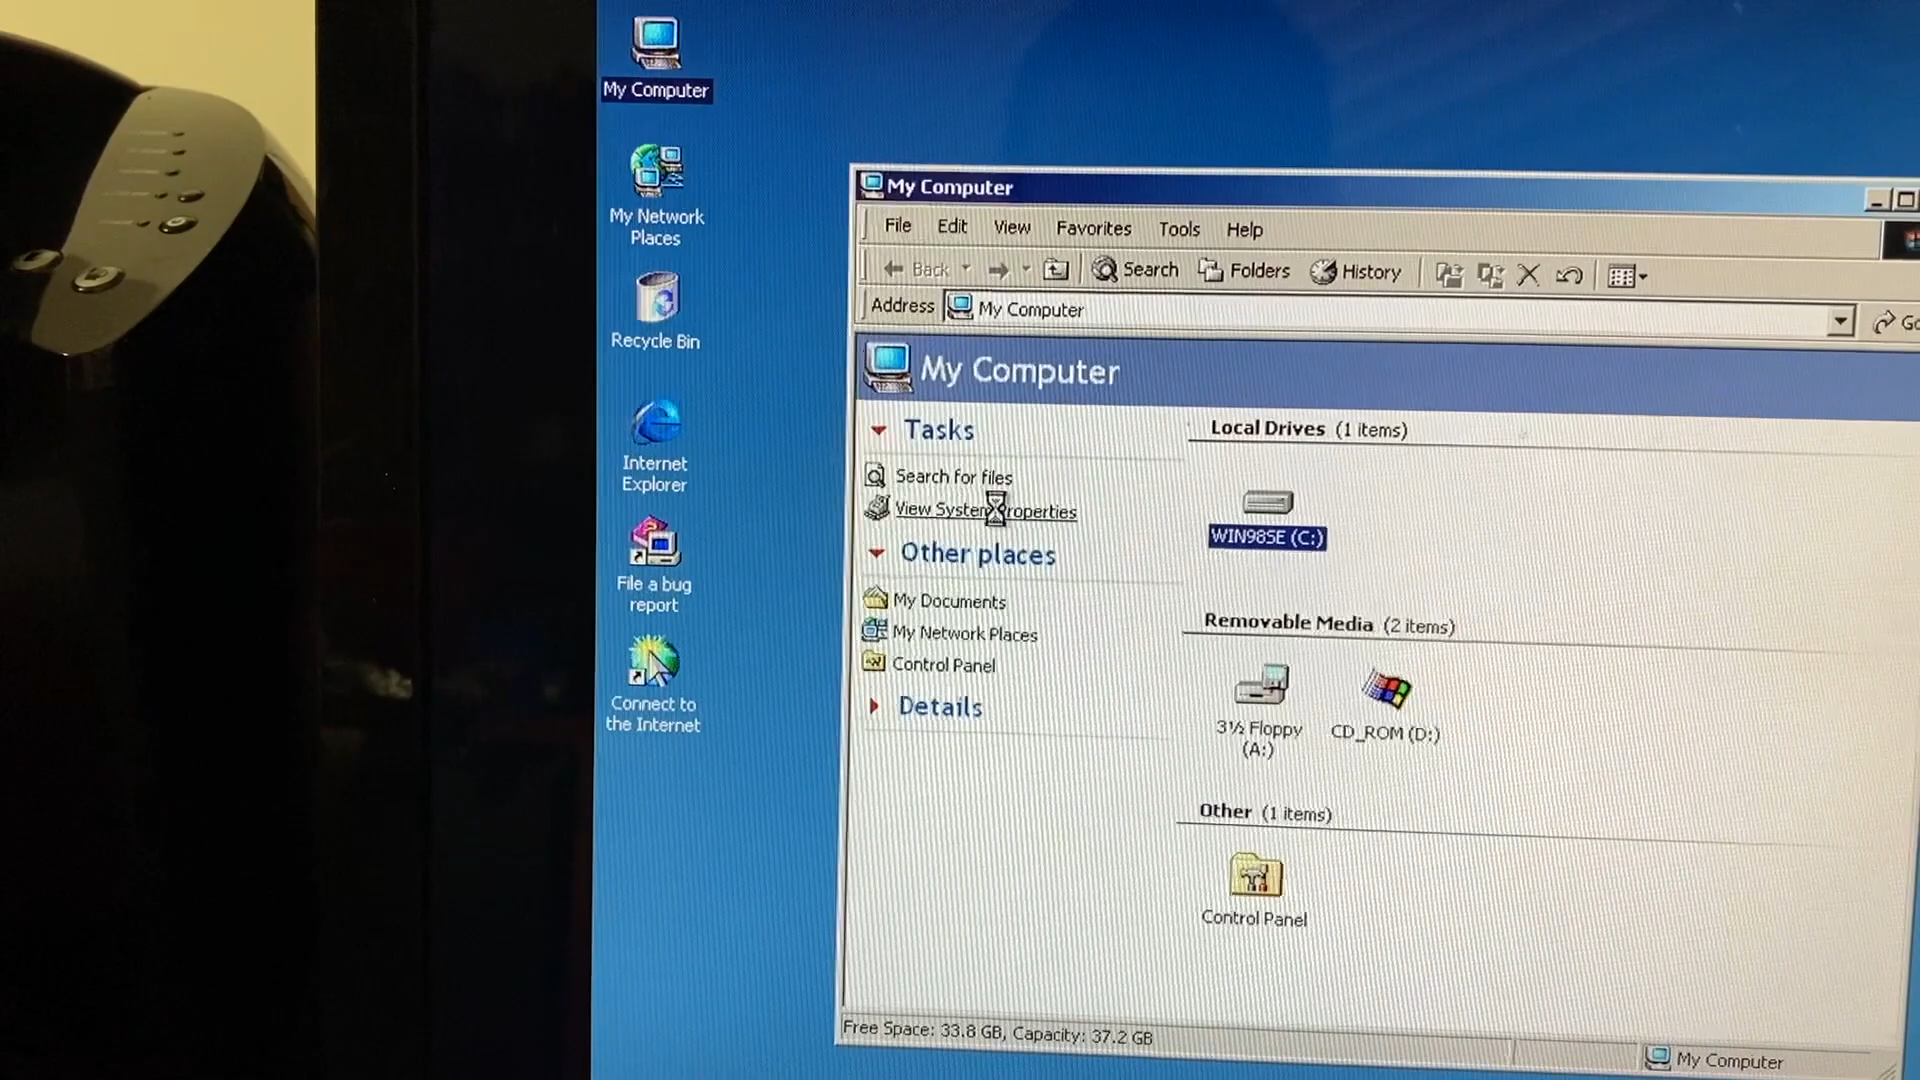 My Computer
My Network
Places
Recycle Bin
Internet
Explorer
File a bug
report
Connect to
the Internet
My Computer
File Edit View Favorites Tools Help
Back Search Folders History
Address My Computer
My Computer
Tasks
Search for files
View System Properties
Other places
My Documents
My Network Places
Control Panel
Details
Local Drives (1 items)
WIN98SE (C:)
Removable Media (2 items)
3½ Floppy
(A:)
CD_ROM (D:)
Other (1 items)
Control Panel
Free Space: 33.8 GB, Capacity: 37.2 GB
My Computer